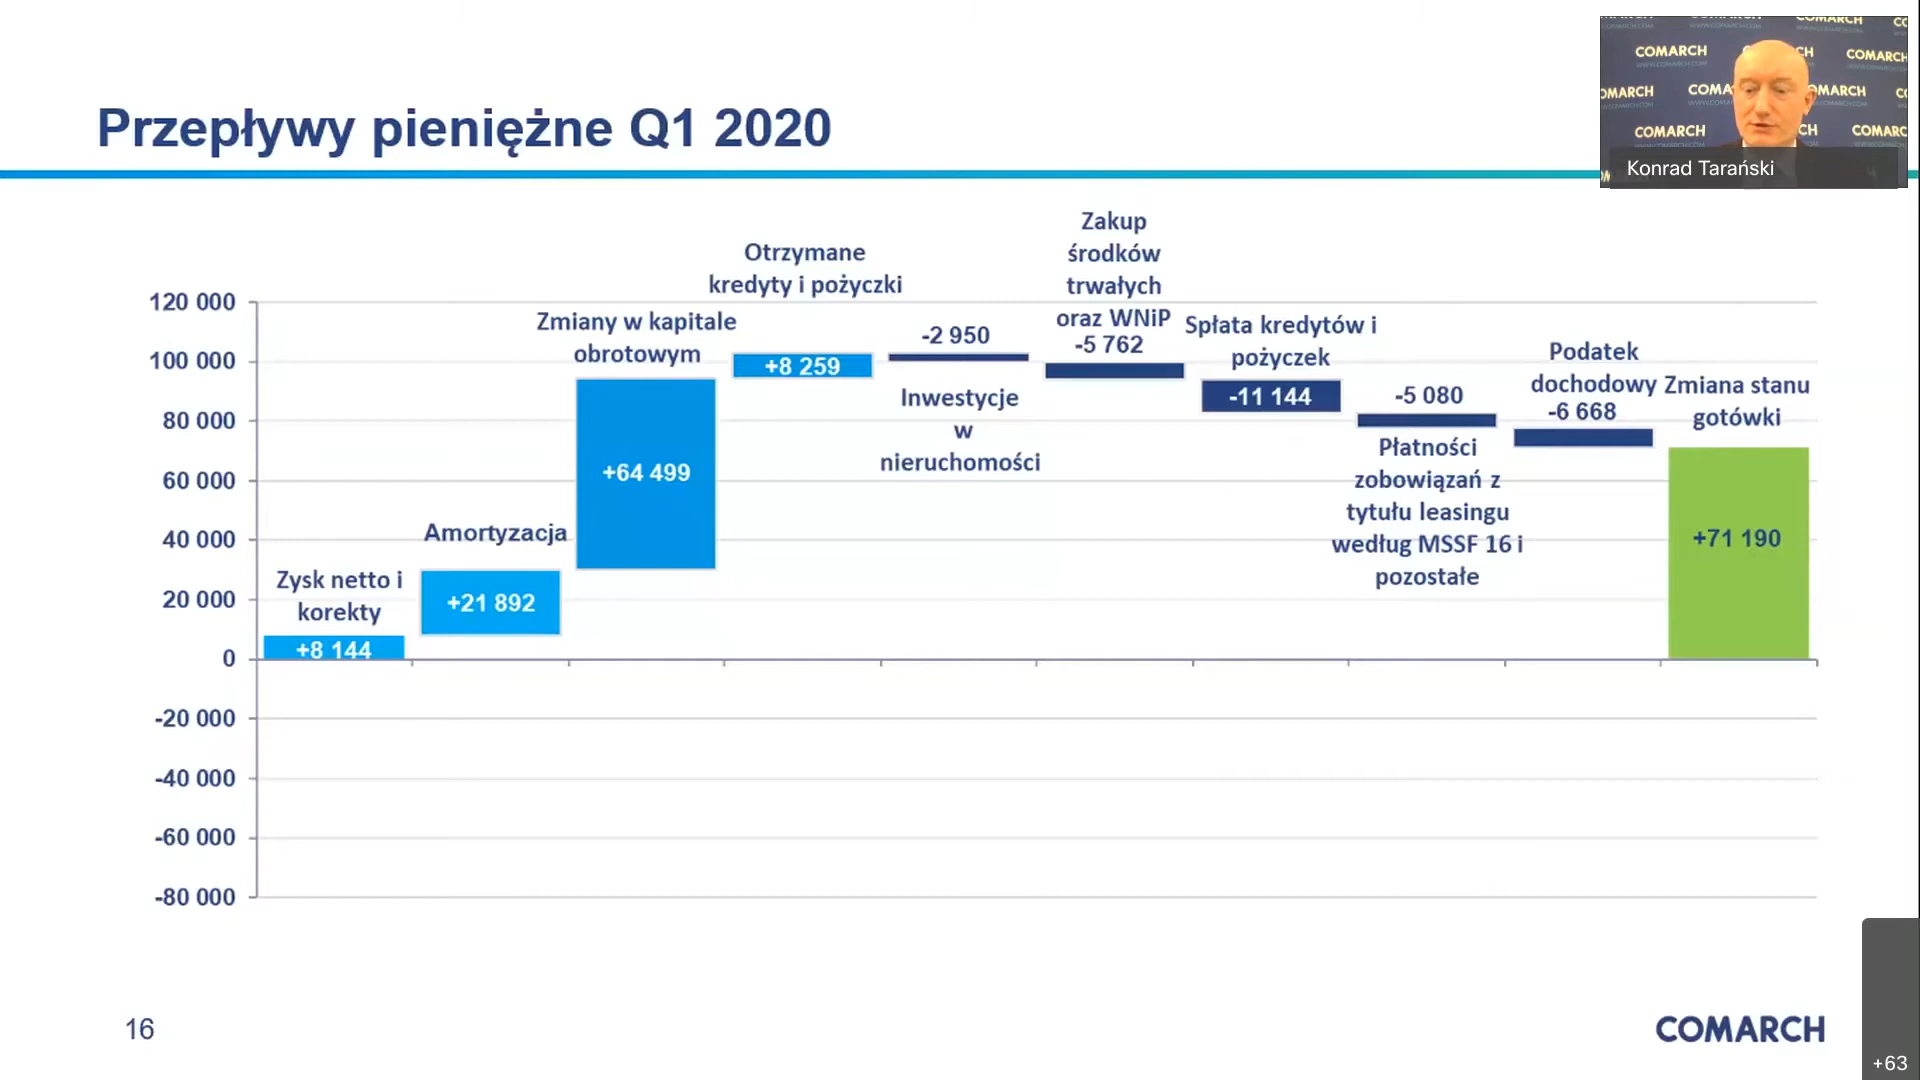 Przepływy pieniężne Q1 2020
COMARCH
COMARCH
COMARCH
COMARCH
COMARCH
Konrad Tarański
120 000
100 000
80 000
60 000
40 000
20 000
0
-20 000
-40 000
-60 000
-80 000
Zysk netto i
korekty
+8 144
Amortyzacja
+21 892
Zmiany w kapitale
obrotowym
+64 499
Otrzymane
kredyty i pożyczki
+8 259
-2 950
Inwestycje
w
nieruchomości
Zakup
środków
trwałych
oraz WNiP
-5 762
Spłata kredytów i
pożyczek
-11 144
-5 080
Płatności
zobowiązań z
tytułu leasingu
według MSSF 16 i
pozostałe
Podatek
dochodowy
-6 668
Zmiana stanu
gotówki
+71 190
16
COMARCH
+63